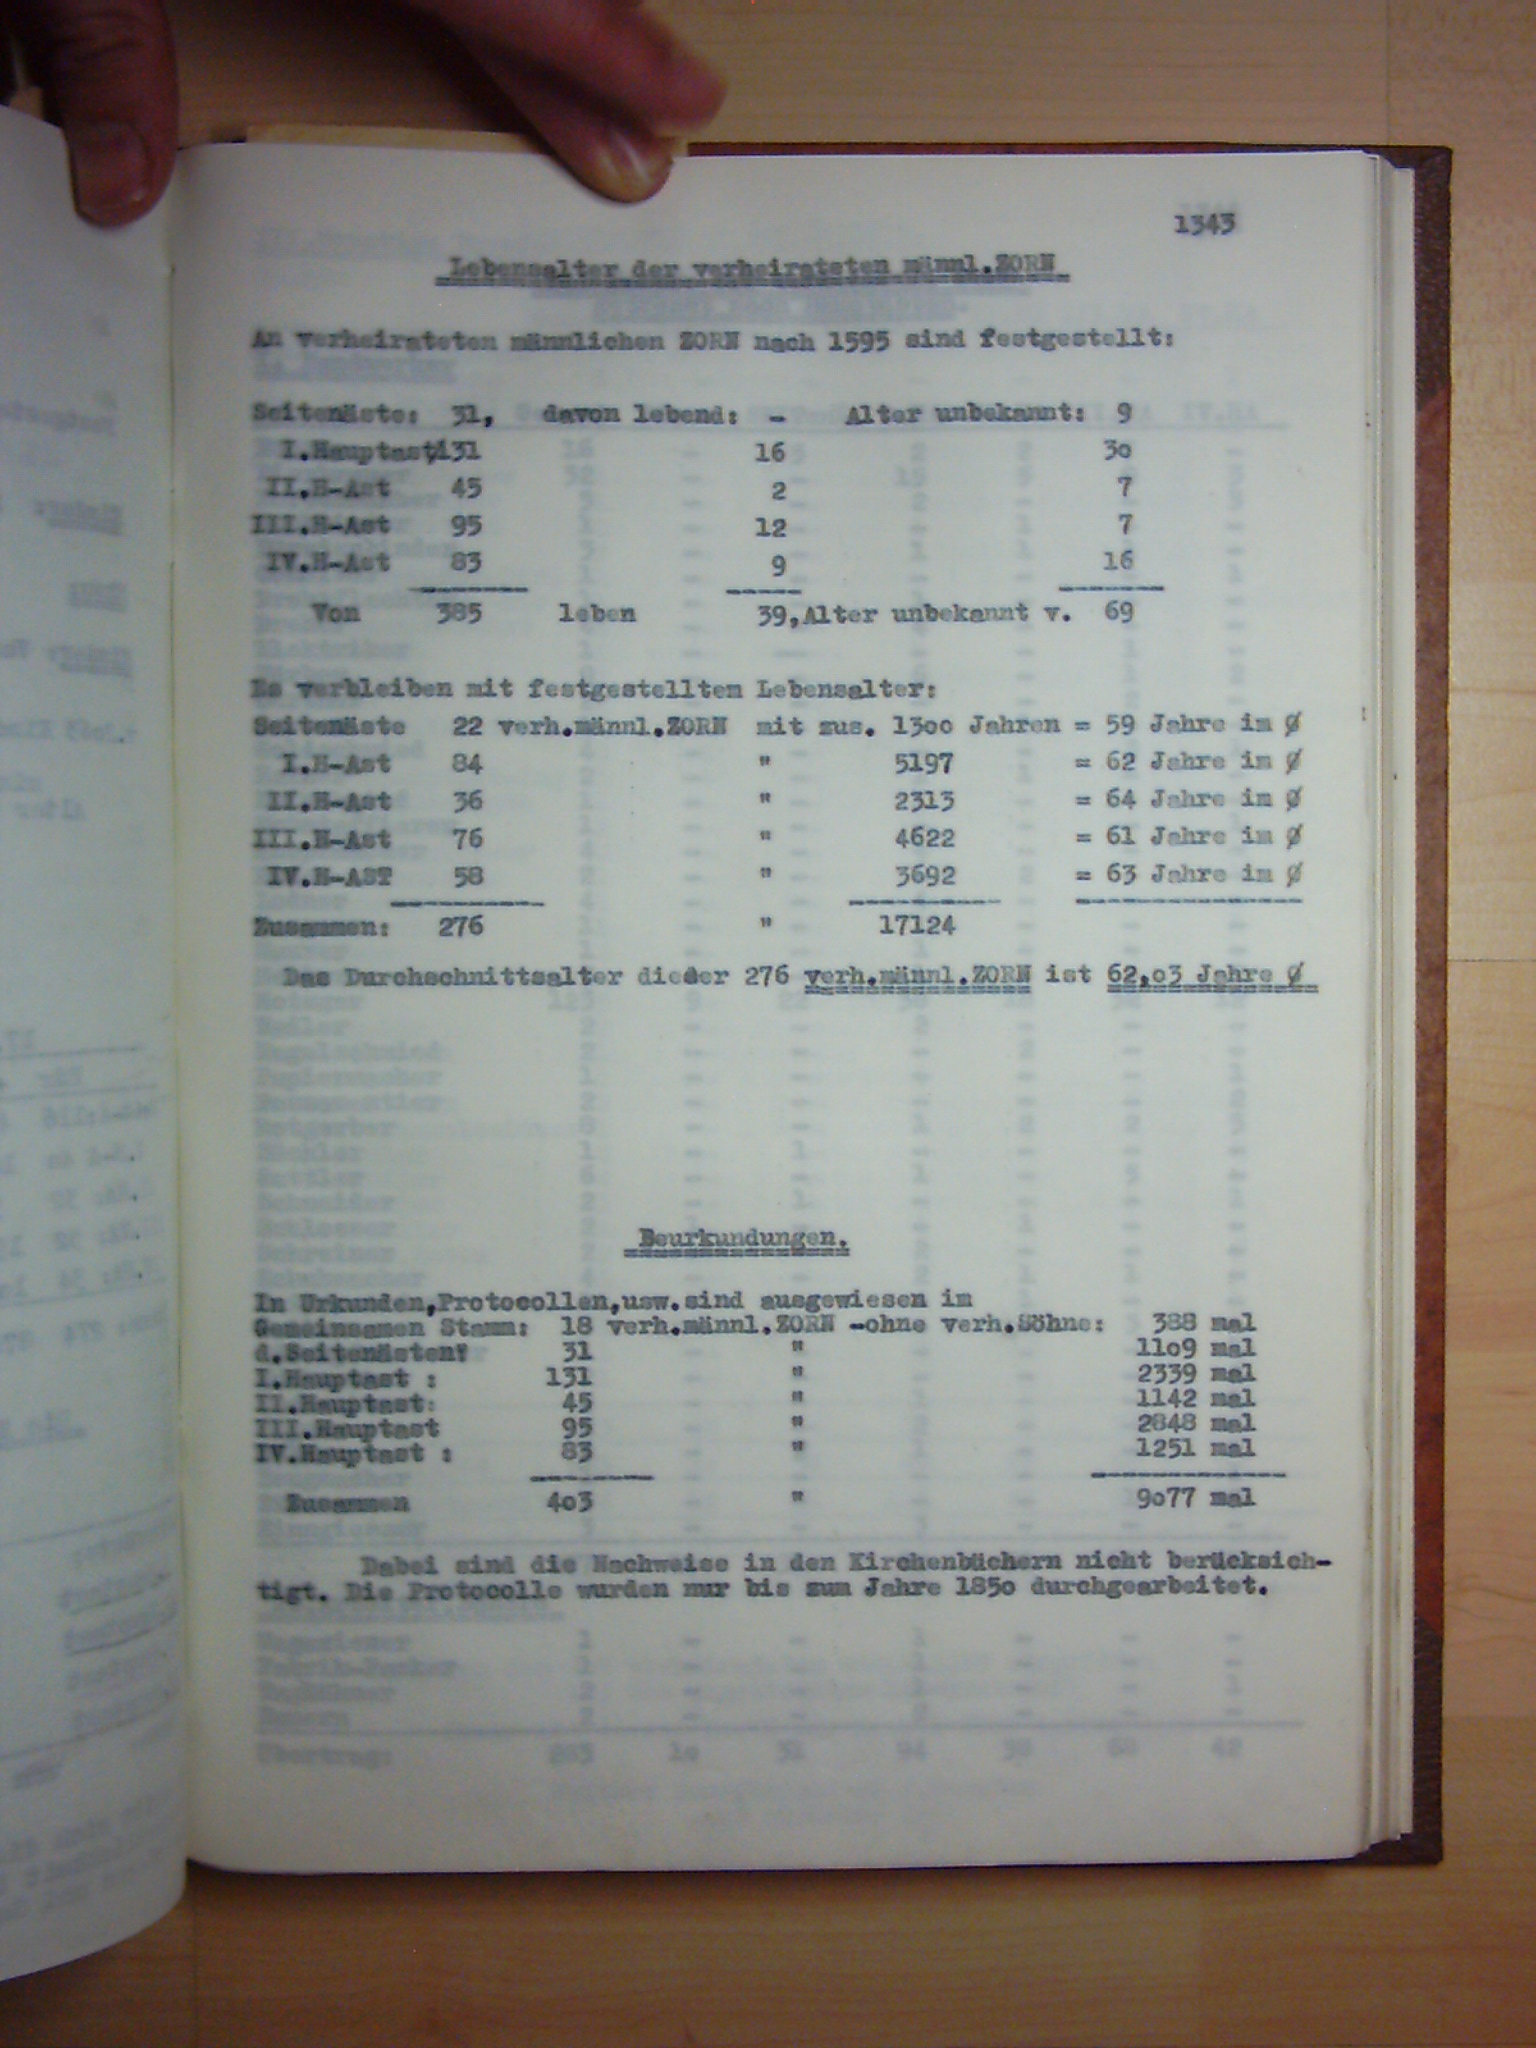 1343
Lebensalter der verheirateten männl.ZORN
An verheirateten männlichen ZORN nach 1595 sind festgestellt:
Seitenäste: 31, davon lebend: - Alter unbekannt: 9
I.Hauptast 131 16 3o
II.H-Ast 45 2 7
III.H-Ast 95 12 7
IV.H-Ast 83 9 16
Von 385 leben 39,Alter unbekannt v. 69
Es verbleiben mit festgestelltem Lebensalter:
Seitenäste 22 verh.männl.ZORN mit zus. 13oo Jahren = 59 Jahre im Ø
I.H-Ast 84 " 5197 = 62 Jahre im Ø
II.H-Ast 36 " 2313 = 64 Jahre im Ø
III.H-Ast 76 " 4622 = 61 Jahre im Ø
IV.H-AST 58 " 3692 = 63 Jahre im Ø
Zusammen: 276 " 17124
Das Durchschnittsalter dieser 276 verh.männl.ZORN ist 62,o3 Jahre Ø
Beurkundungen.
In Urkunden,Protocollen,usw.sind ausgewiesen im
Gemeinsamen Stamm: 18 verh.männl.ZORN -ohne verh.Söhne: 388 mal
d.Seitenästen: 31 " 11o9 mal
I.Hauptast : 131 " 2339 mal
II.Hauptast: 45 " 1142 mal
III.Hauptast 95 " 2848 mal
IV.Hauptast : 83 " 1251 mal
Zusammen 4o3 " 9o77 mal
Dabei sind die Nachweise in den Kirchenbüchern nicht berücksich-
tigt. Die Protocolle wurden nur bis zum Jahre 185o durchgearbeitet.